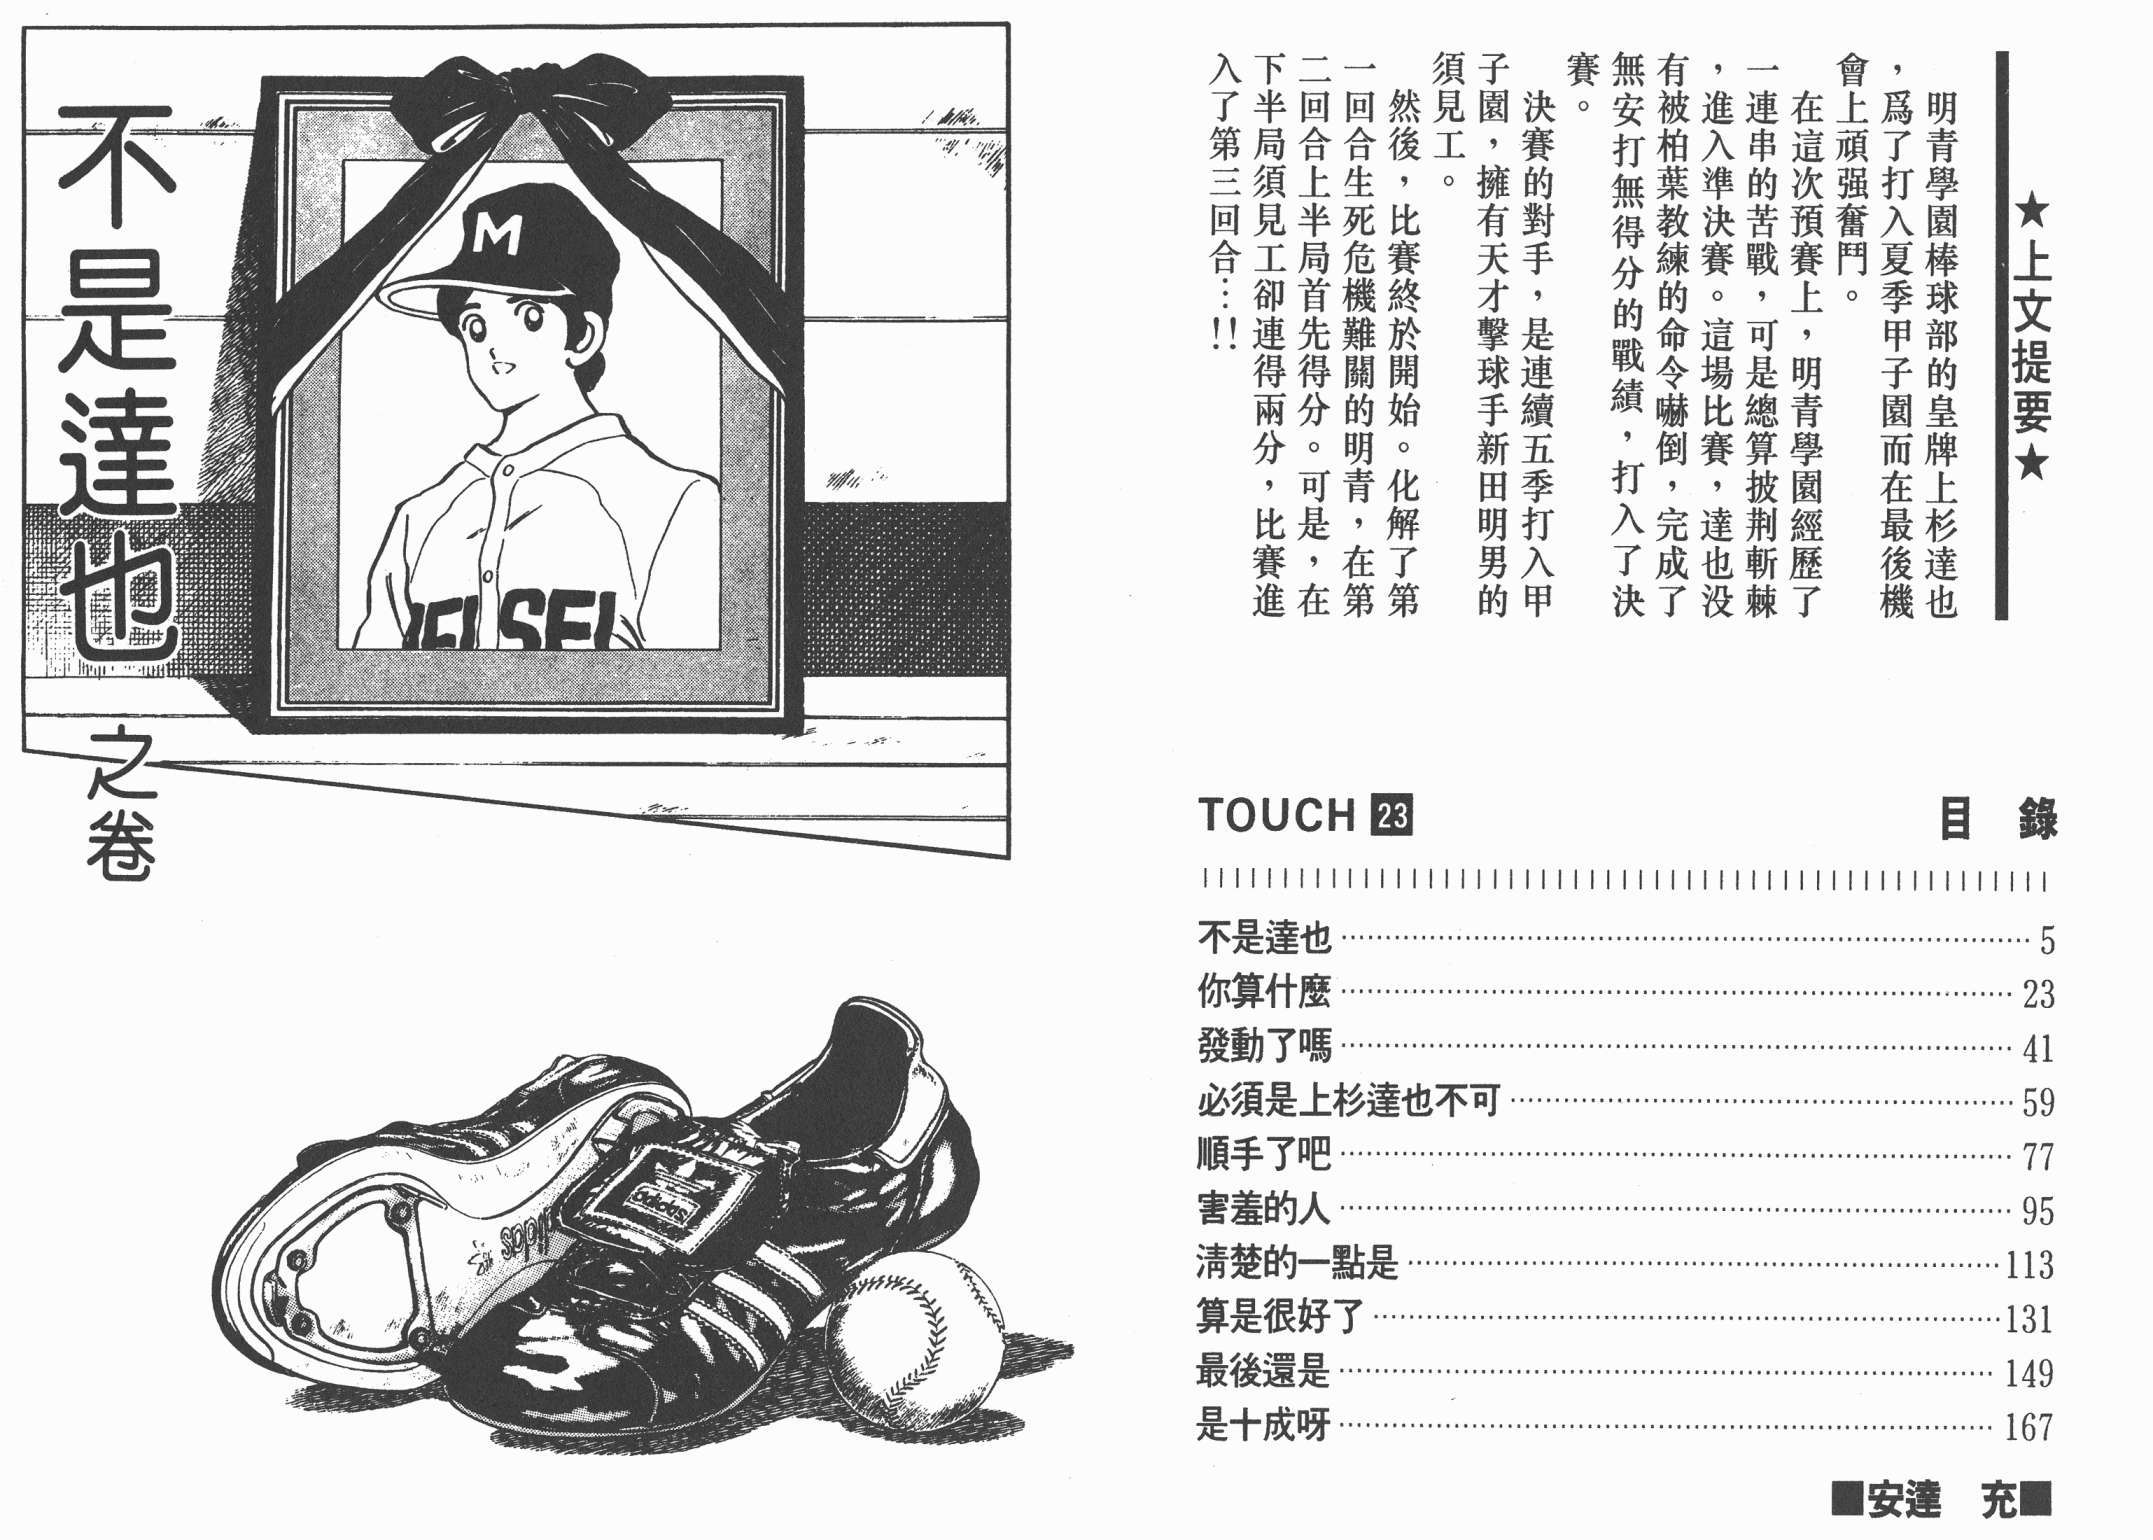 ★上文提要★
明青學園棒球部的皇牌上杉達也
，爲了打入夏季甲子園而在最後機
會上頑强奮鬥。
在這次預賽上，明青學園經歷了
一連串的苦戰，可是總算披荆斬棘
，進入準決賽。這場比賽，達也没
有被柏葉教練的命令嚇倒，完成了
無安打無得分的戰績，打入了決
賽。
決賽的對手，是連續五季打入甲
子園，擁有天才擊球手新田明男的
須見工。
然後，比賽終於開始。化解了第
一回合生死危機難關的明青，在第
二回合上半局首先得分。可是，在
下半局須見工卻連得兩分，比賽進
入了第三回合…!!
TOUCH 23
目　錄
不是達也 5
你算什麼 23
發動了嗎 41
必須是上杉達也不可 59
順手了吧 77
害羞的人 95
淸楚的一點是 113
算是很好了 131
最後還是 149
是十成呀 167
■安達　充■
不是達也之卷
M
MEI SEI
adidas
adidas